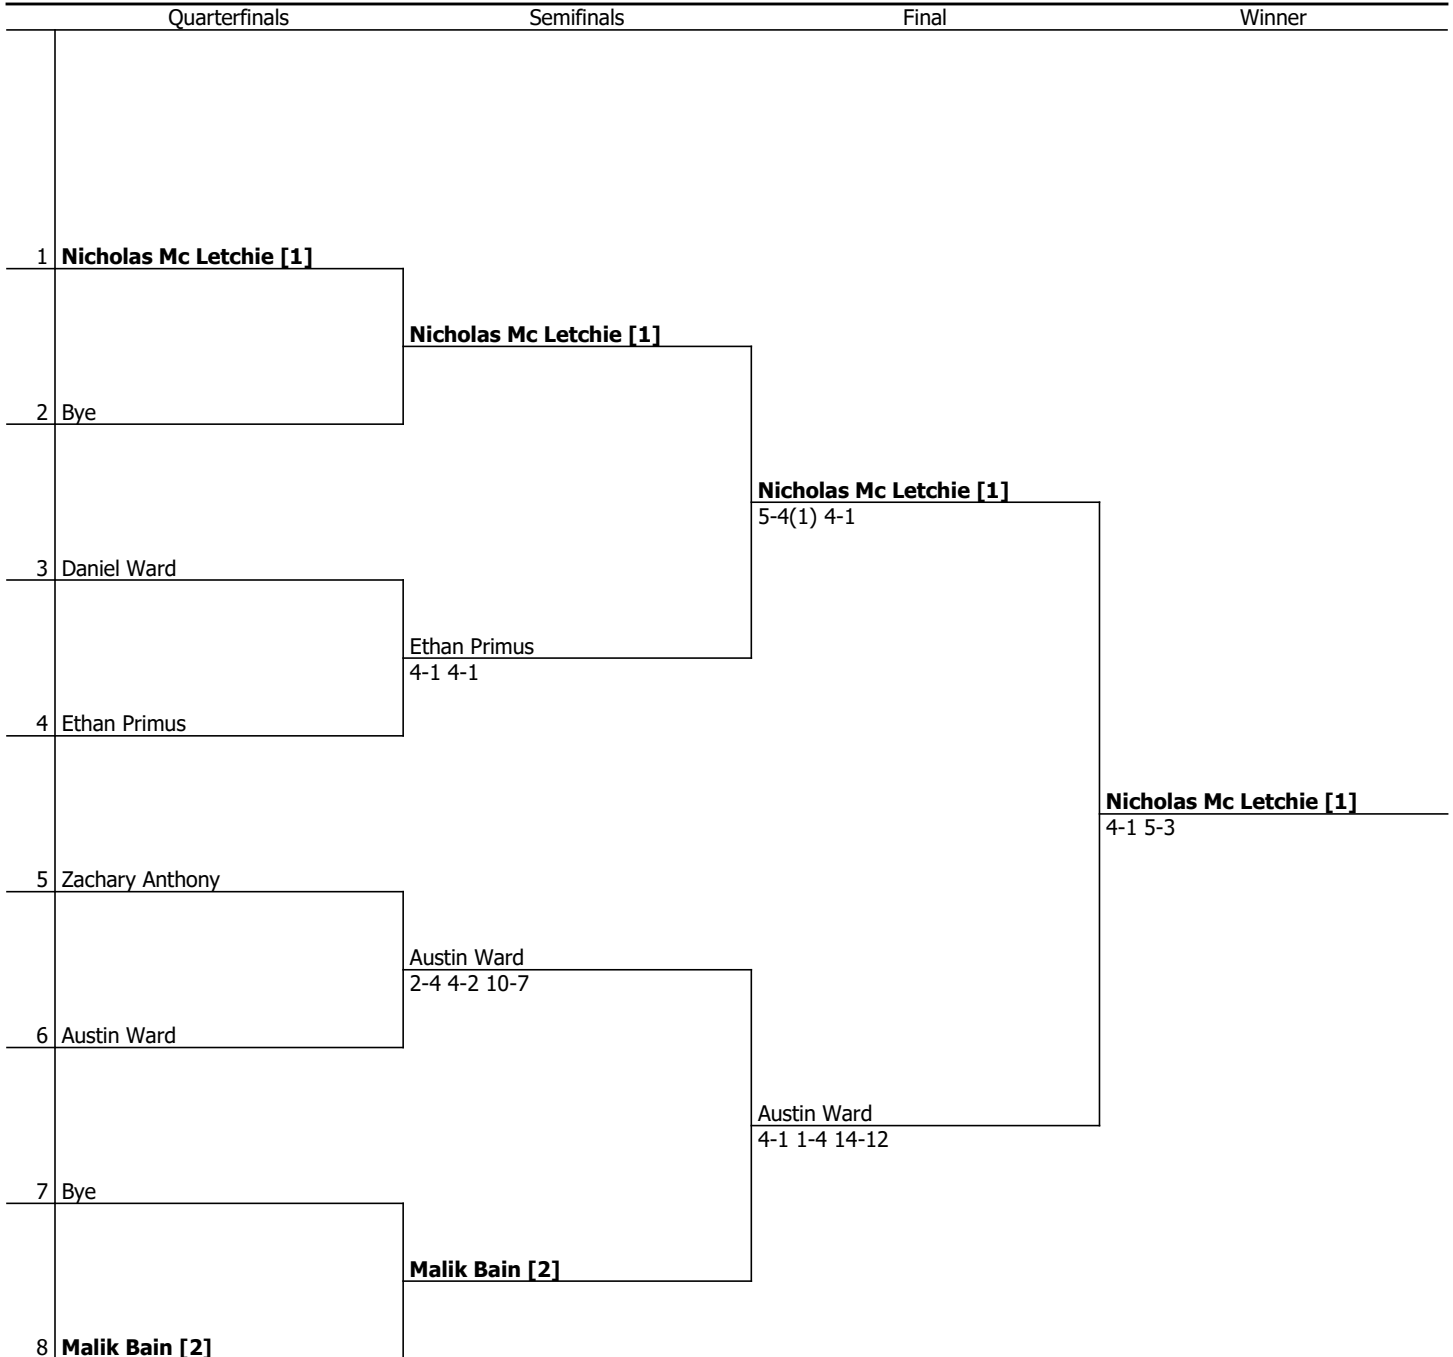 Quarterfinals Semifinals Final Winner
1 Nicholas Mc Letchie [1]
Nicholas Mc Letchie [1]
2 Bye
Nicholas Mc Letchie [1]
5-4(1) 4-1
3 Daniel Ward
Ethan Primus
4-1 4-1
4 Ethan Primus
Nicholas Mc Letchie [1]
4-1 5-3
5 Zachary Anthony
Austin Ward
2-4 4-2 10-7
6 Austin Ward
Austin Ward
4-1 1-4 14-12
7 Bye
Malik Bain [2]
8 Malik Bain [2]